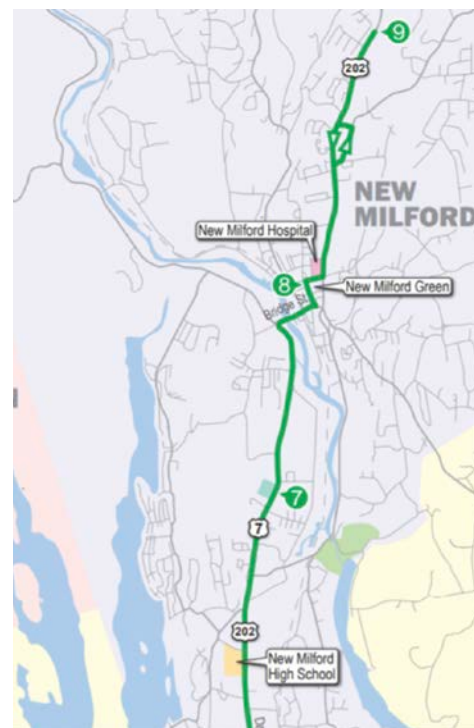 9
202
NEW
MILFORD
New Milford Hospital
8
New Milford Green
Bridge St
7
7
202
New Milford
High School